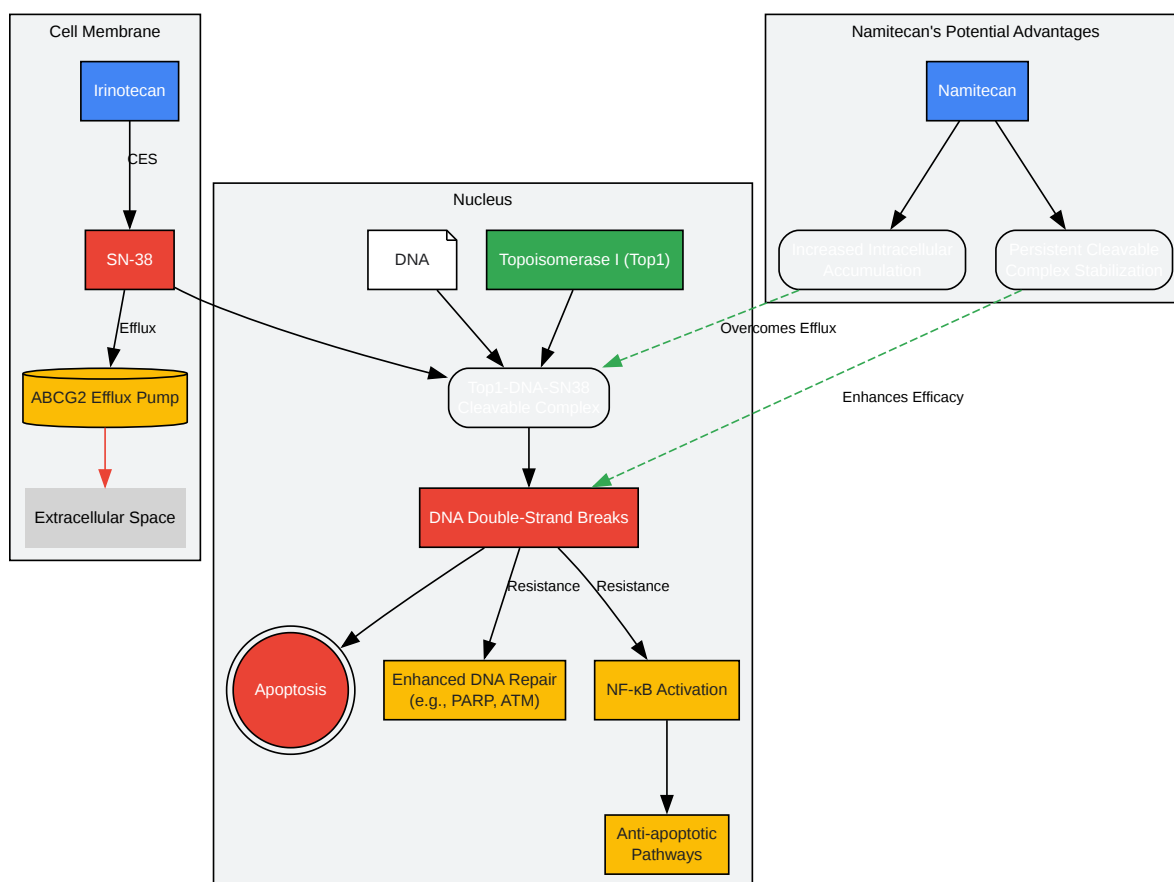 Cell Membrane
Namitecan's Potential Advantages
Irinotecan
Namitecan
CES
Nucleus
SN-38
DNA
Topoisomerase I (Top1)
Increased Intracellular
Accumulation
Persistent Cleavable
Complex Stabilization
Efflux
Overcomes Efflux
ABCG2 Efflux Pump
Top1-DNA-SN38
Cleavable Complex
Enhances Efficacy
Extracellular Space
DNA Double-Strand Breaks
Resistance
Resistance
Apoptosis
Enhanced DNA Repair
(e.g., PARP, ATM)
NF-κB Activation
Anti-apoptotic
Pathways